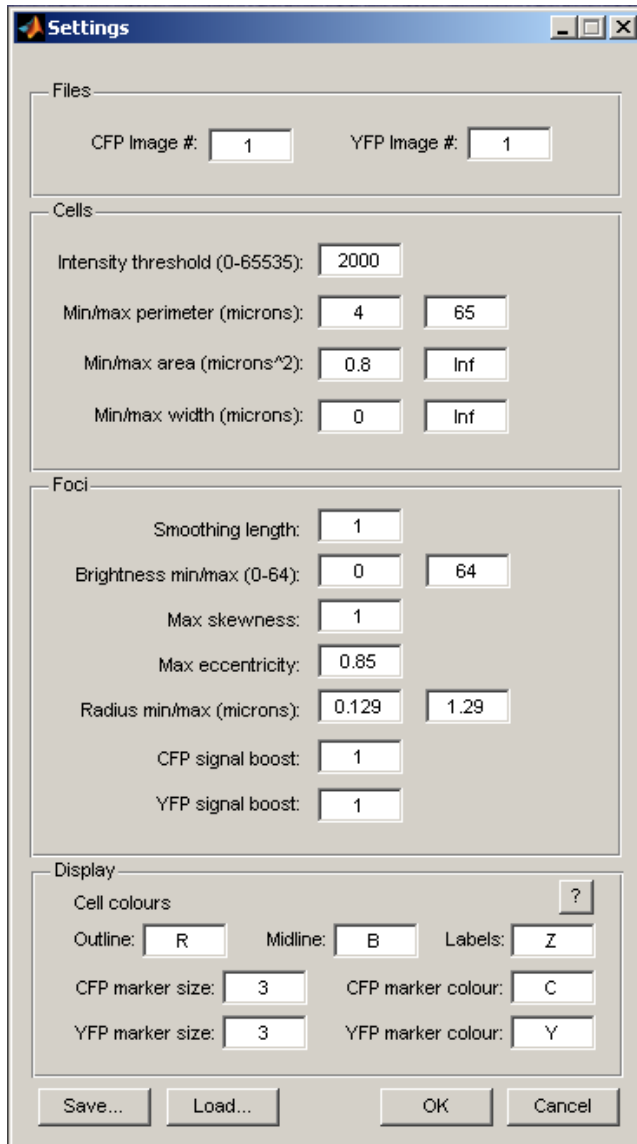 Settings
Files
CFP Image #: 1 YFP Image #: 1
Cells
Intensity threshold (0-65535): 2000
Min/max perimeter (microns): 4 65
Min/max area (microns^2): 0.8 Inf
Min/max width (microns): 0 Inf
Foci
Smoothing length: 1
Brightness min/max (0-64): 0 64
Max skewness: 1
Max eccentricity: 0.85
Radius min/max (microns): 0.129 1.29
CFP signal boost: 1
YFP signal boost: 1
Display
Cell colours ?
Outline: R Midline: B Labels: Z
CFP marker size: 3 CFP marker colour: C
YFP marker size: 3 YFP marker colour: Y
Save... Load... OK Cancel